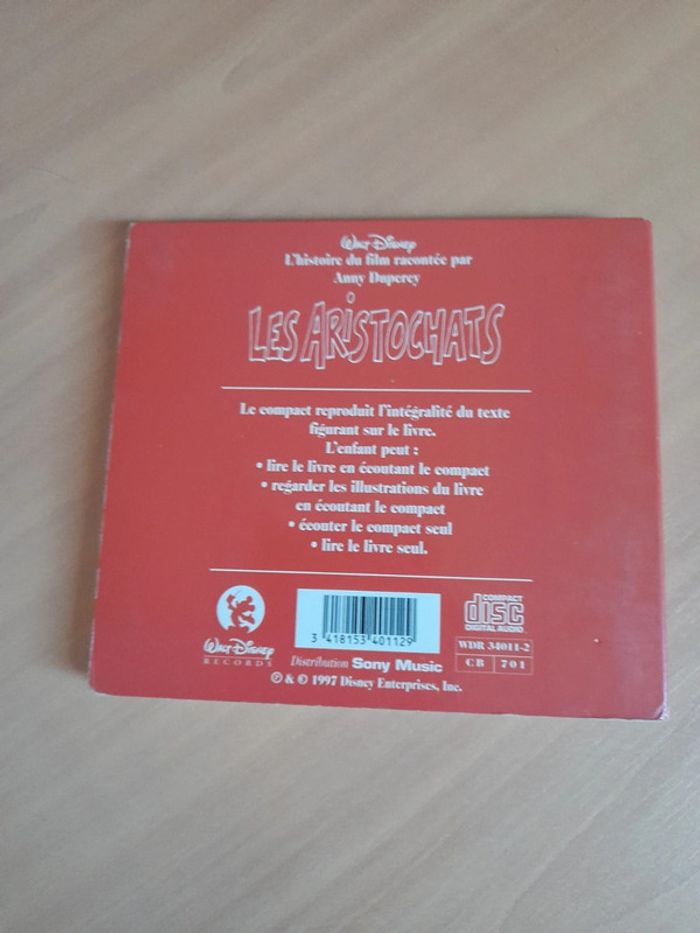 Walt Disney
L'histoire du film racontée par
Anny Duperey
LES ARISTOCHATS
Le compact reproduit l'intégralité du texte
figurant sur le livre.
L'enfant peut :
• lire le livre en écoutant le compact
• regarder les illustrations du livre
en écoutant le compact
• écouter le compact seul
• lire le livre seul.
Walt Disney
RECORDS
3 418153 401129
Distribution Sony Music
℗ & © 1997 Disney Enterprises, Inc.
COMPACT
disc
DIGITAL AUDIO
WDR 34011-2
CB 701